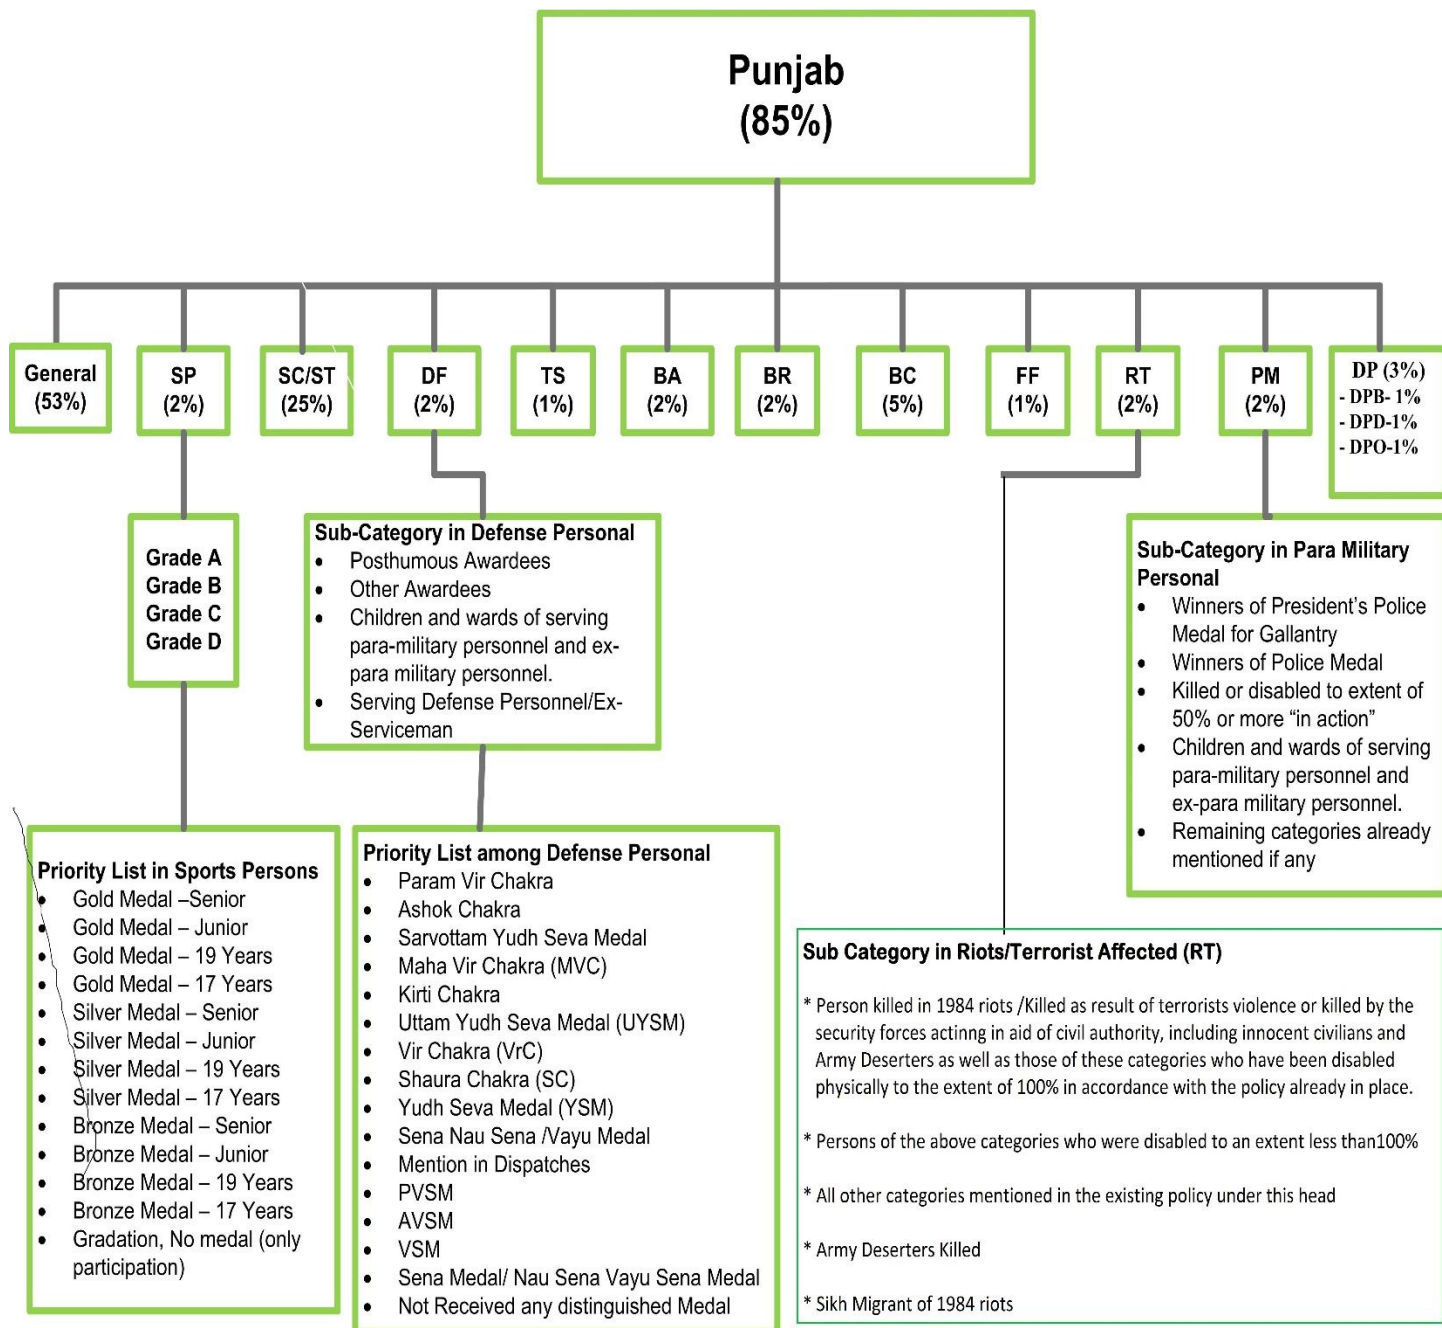 Punjab
(85%)
General
(53%)
SP
(2%)
SC/ST
(25%)
DF
(2%)
TS
(1%)
BA
(2%)
BR
(2%)
BC
(5%)
FF
(1%)
RT
(2%)
PM
(2%)
DP (3%)
- DPB- 1%
- DPD-1%
- DPO-1%
Grade A
Grade B
Grade C
Grade D
Sub-Category in Defense Personal
• Posthumous Awardees
• Other Awardees
• Children and wards of serving
para-military personnel and ex-
para military personnel.
• Serving Defense Personnel/Ex-
Serviceman
Sub-Category in Para Military
Personal
• Winners of President's Police
Medal for Gallantry
• Winners of Police Medal
• Killed or disabled to extent of
50% or more “in action”
• Children and wards of serving
para-military personnel and
ex-para military personnel.
• Remaining categories already
mentioned if any
Priority List in Sports Persons
• Gold Medal –Senior
• Gold Medal – Junior
• Gold Medal – 19 Years
• Gold Medal – 17 Years
• Silver Medal – Senior
• Silver Medal – Junior
• Silver Medal – 19 Years
• Silver Medal – 17 Years
• Bronze Medal – Senior
• Bronze Medal – Junior
• Bronze Medal – 19 Years
• Bronze Medal – 17 Years
• Gradation, No medal (only
participation)
Priority List among Defense Personal
• Param Vir Chakra
• Ashok Chakra
• Sarvottam Yudh Seva Medal
• Maha Vir Chakra (MVC)
• Kirti Chakra
• Uttam Yudh Seva Medal (UYSM)
• Vir Chakra (VrC)
• Shaura Chakra (SC)
• Yudh Seva Medal (YSM)
• Sena Nau Sena /Vayu Medal
• Mention in Dispatches
• PVSM
• AVSM
• VSM
• Sena Medal/ Nau Sena Vayu Sena Medal
• Not Received any distinguished Medal
Sub Category in Riots/Terrorist Affected (RT)
* Person killed in 1984 riots /Killed as result of terrorists violence or killed by the
security forces actinng in aid of civil authority, including innocent civilians and
Army Deserters as well as those of these categories who have been disabled
physically to the extent of 100% in accordance with the policy already in place.
* Persons of the above categories who were disabled to an extent less than100%
* All other categories mentioned in the existing policy under this head
* Army Deserters Killed
* Sikh Migrant of 1984 riots